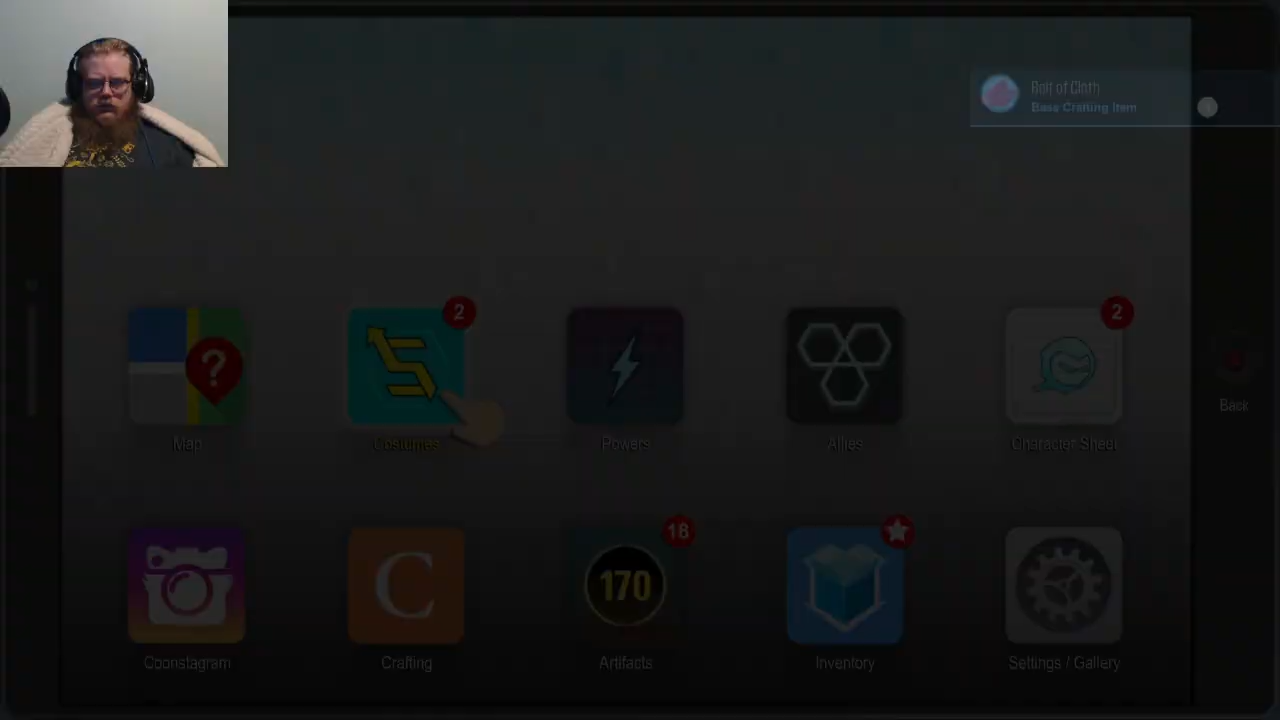 Bolt of Cloth
Base Crafting Item
1
2
2
?
Map
Costumes
Powers
Allies
Character Sheet
Back
18
C
170
Coonstagram
Crafting
Artifacts
Inventory
Settings / Gallery